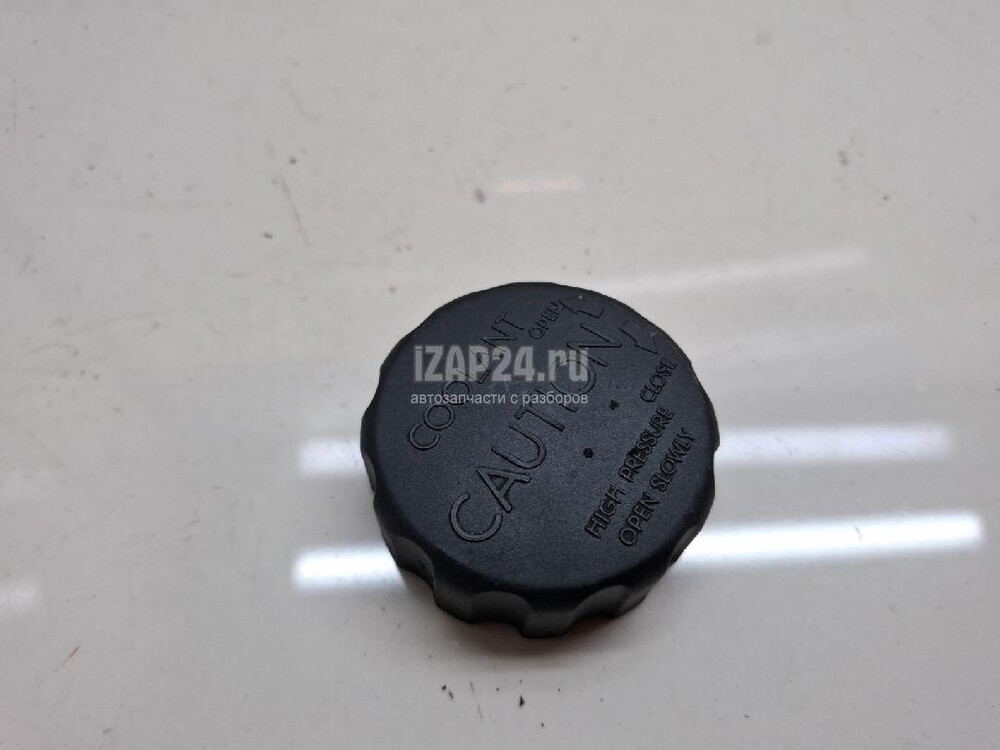 COOLANT
OPEN
CAUTION
CLOSE
HIGH PRESSURE
OPEN SLOWLY
iZAP24.ru
автозапчасти с разборов